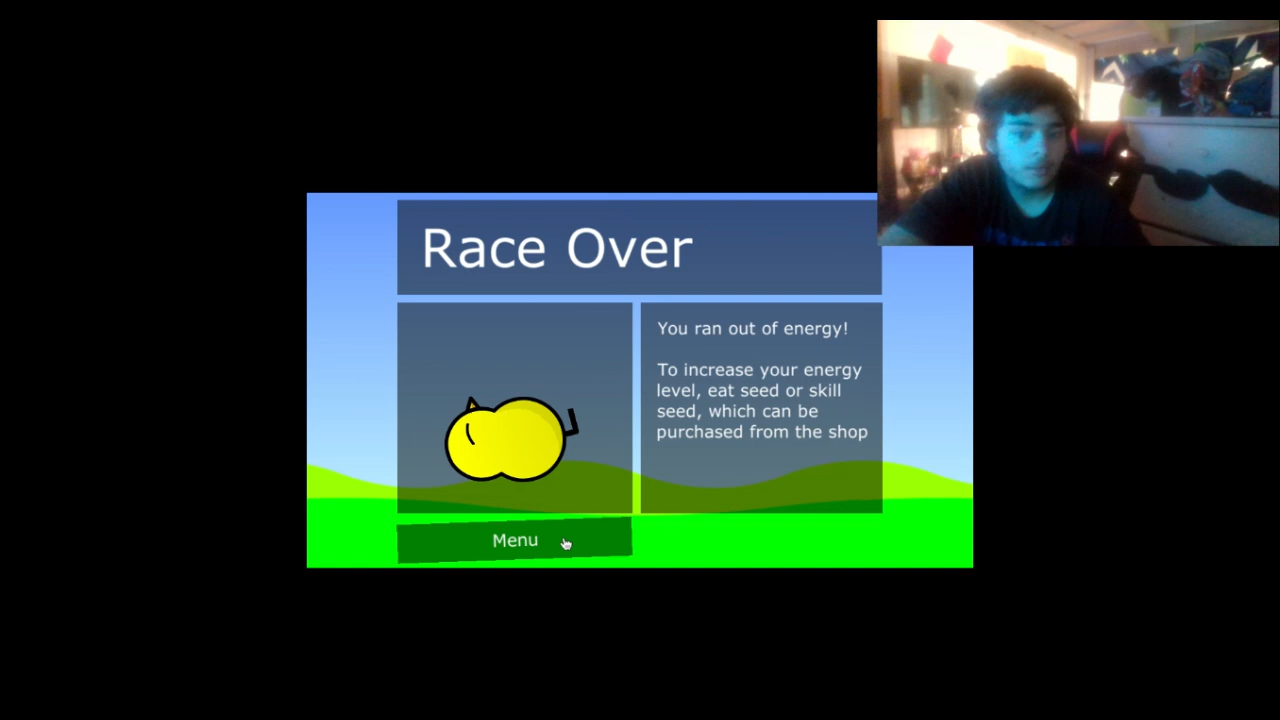 Race Over
You ran out of energy!
To increase your energy
level, eat seed or skill
seed, which can be
purchased from the shop
Menu